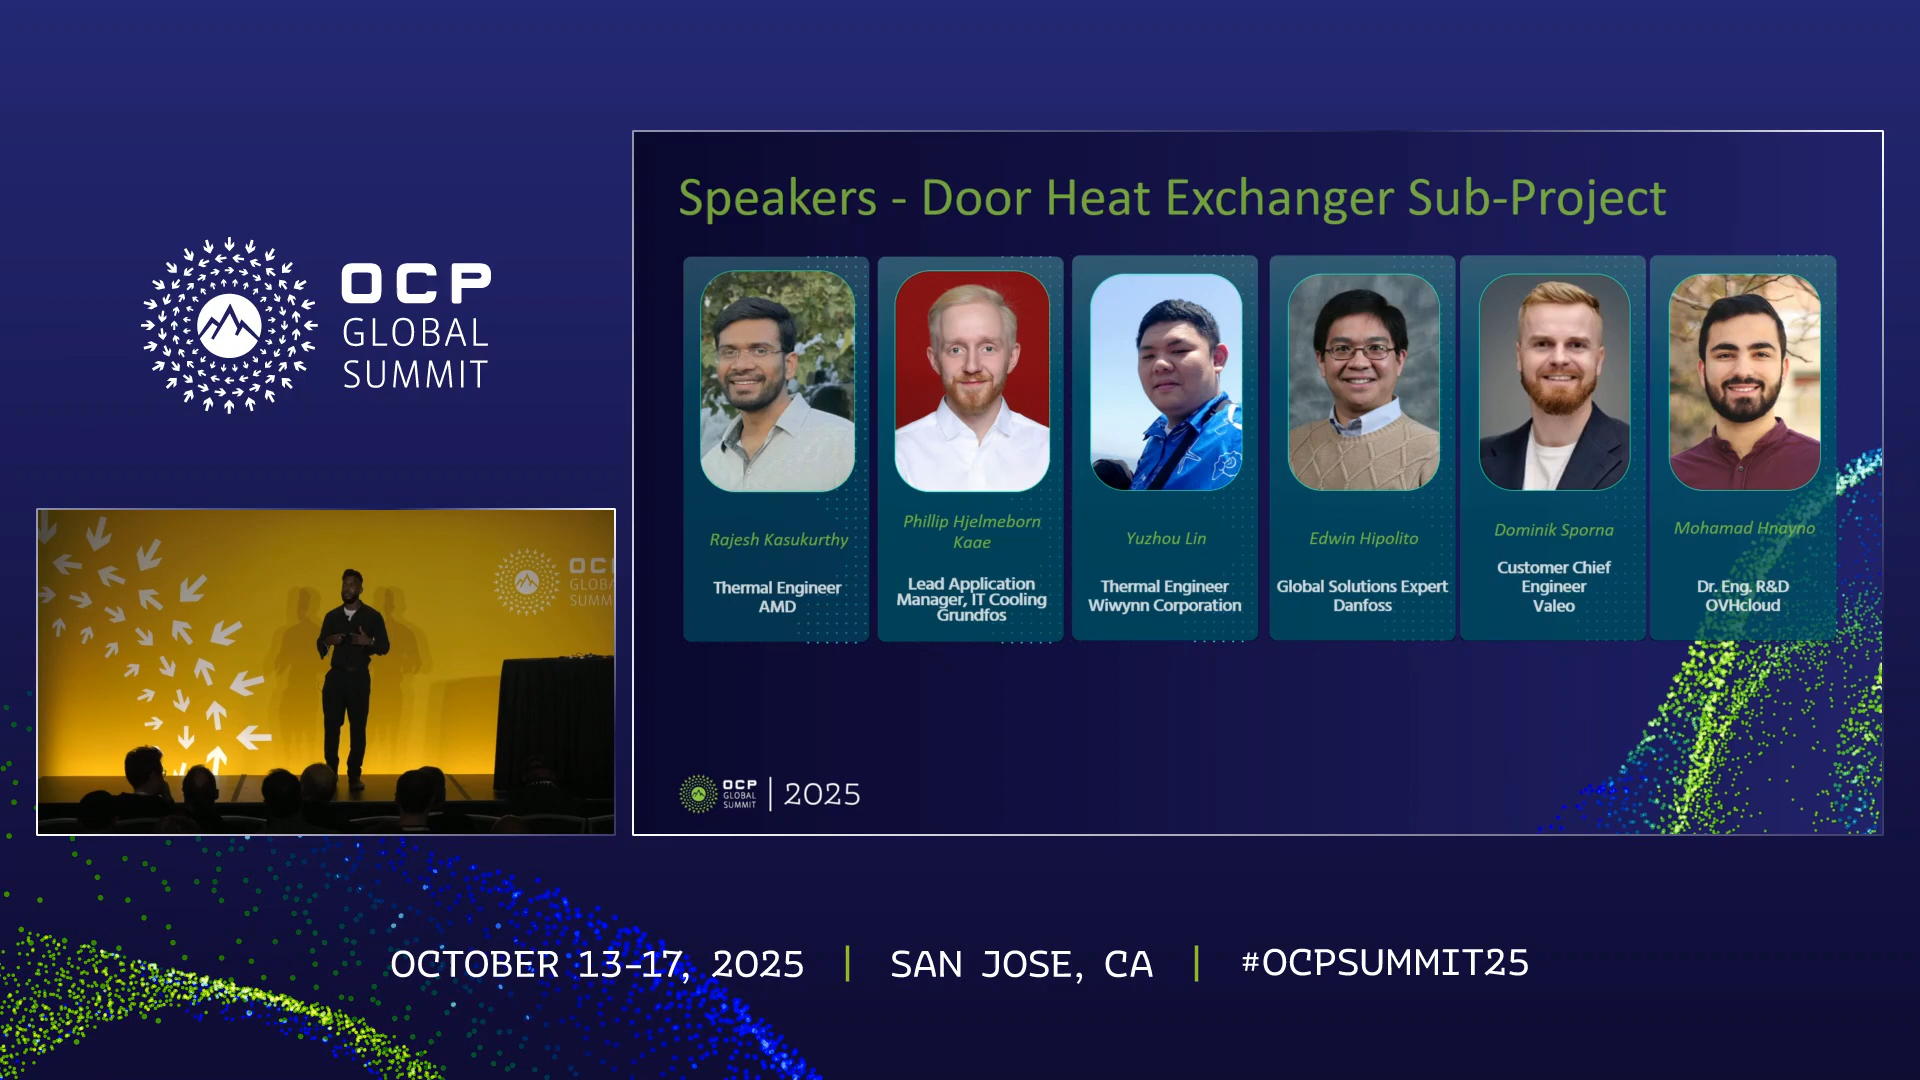 OCP
GLOBAL
SUMMIT
Speakers - Door Heat Exchanger Sub-Project
Rajesh Kasukurthy
Thermal Engineer
AMD
Phillip Hjelmeborn
Kaae
Lead Application
Manager, IT Cooling
Grundfos
Yuzhou Lin
Thermal Engineer
Wiwynn Corporation
Edwin Hipolito
Global Solutions Expert
Danfoss
Dominik Sporna
Customer Chief
Engineer
Valeo
Mohamad Hnayno
Dr. Eng. R&D
OVHcloud
OCP
GLOBAL
SUMMIT
2025
OCTOBER 13-17, 2025 | SAN JOSE, CA | #OCPSUMMIT25